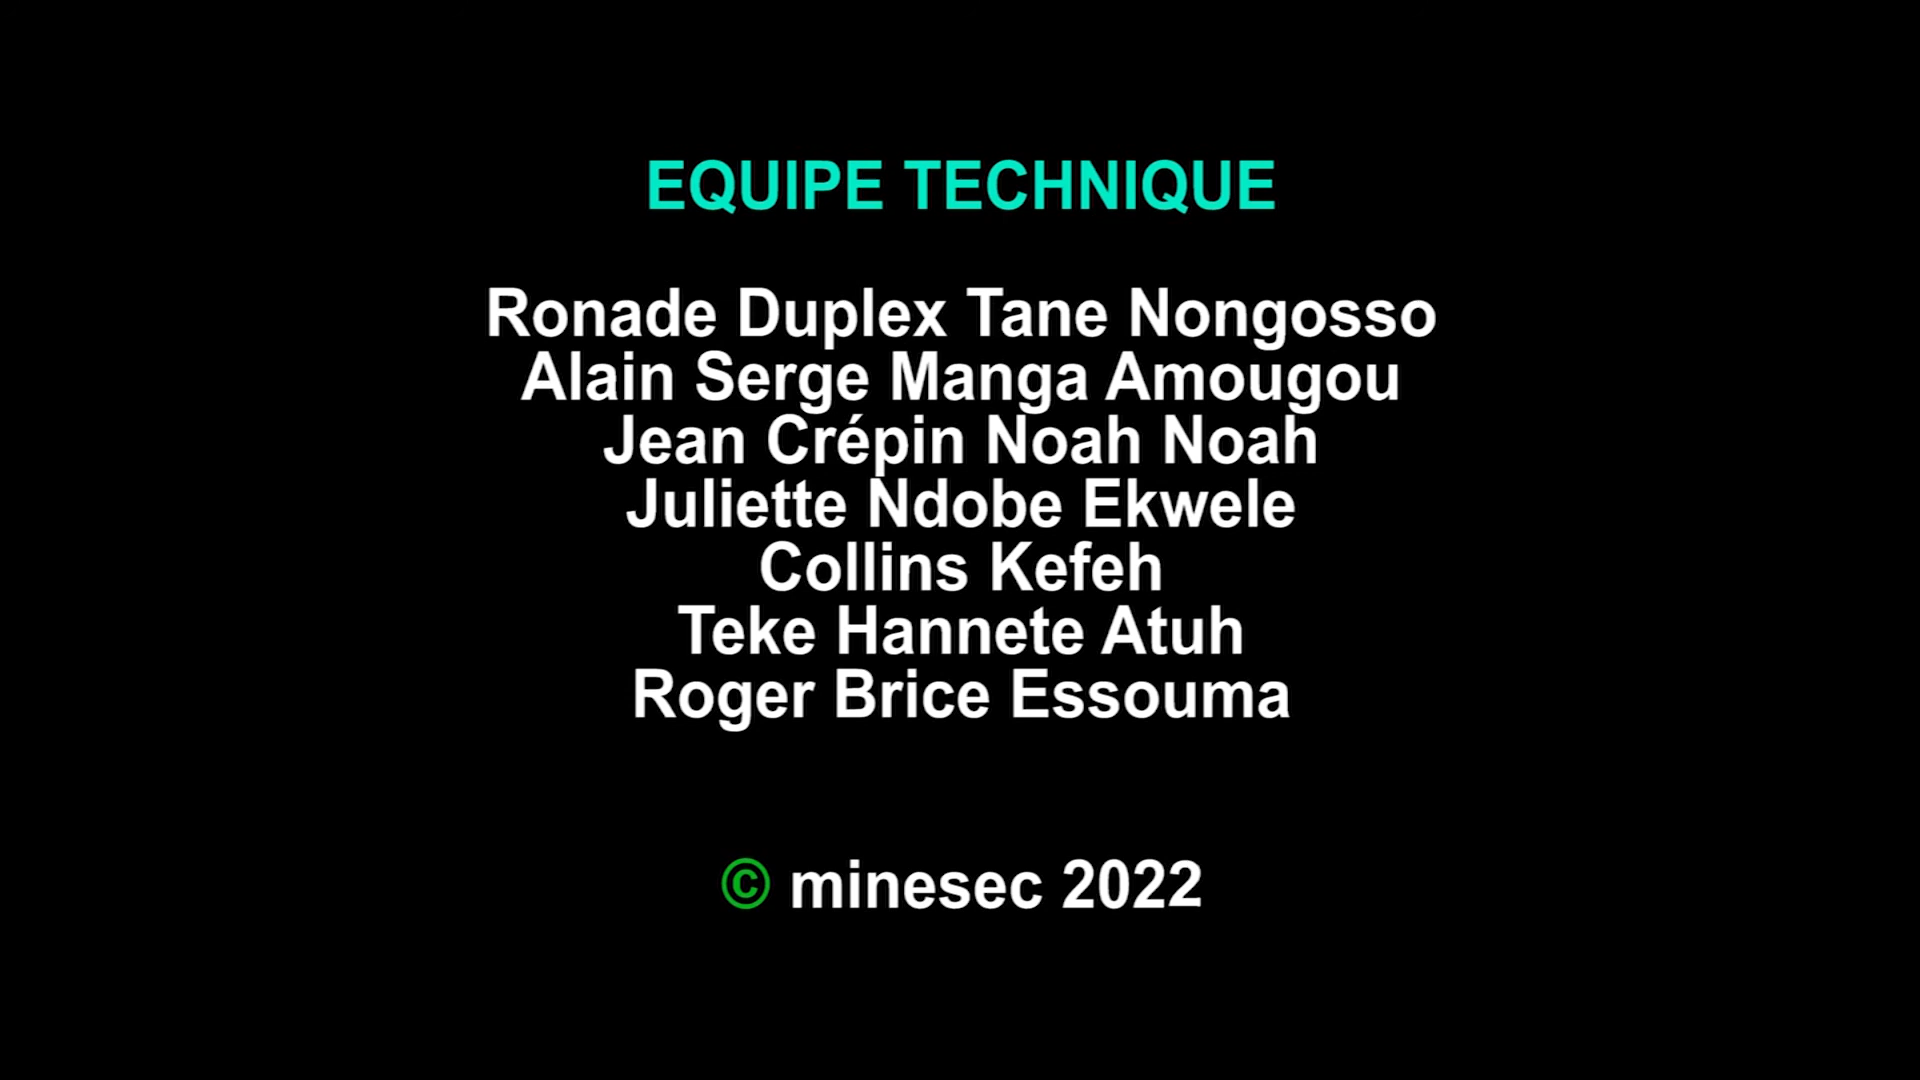 EQUIPE TECHNIQUE
Ronade Duplex Tane Nongosso
Alain Serge Manga Amougou
Jean Crépin Noah Noah
Juliette Ndobe Ekwele
Collins Kefeh
Teke Hannete Atuh
Roger Brice Essouma
© minesec 2022